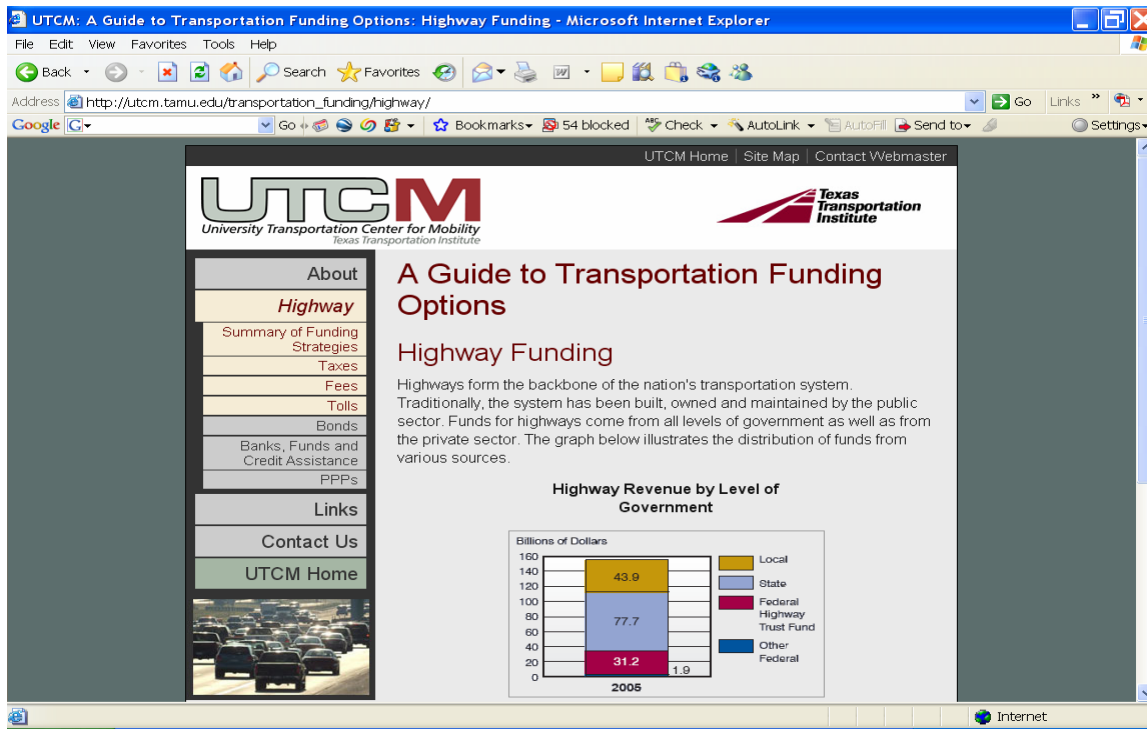 UTCM: A Guide to Transportation Funding Options: Highway Funding - Microsoft Internet Explorer
File Edit View Favorites Tools Help
Back Search Favorites
Address http://utcm.tamu.edu/transportation_funding/highway/ Go Links »
Google G Go Bookmarks 54 blocked ABC Check AutoLink AutoFill Send to Settings
UTCM Home | Site Map | Contact Webmaster
UTCM
University Transportation Center for Mobility
Texas Transportation Institute
Texas
Transportation
Institute
About
Highway
Summary of Funding
Strategies
Taxes
Fees
Tolls
Bonds
Banks, Funds and
Credit Assistance
PPPs
Links
Contact Us
UTCM Home
A Guide to Transportation Funding
Options
Highway Funding
Highways form the backbone of the nation's transportation system.
Traditionally, the system has been built, owned and maintained by the public
sector. Funds for highways come from all levels of government as well as from
the private sector. The graph below illustrates the distribution of funds from
various sources.
Highway Revenue by Level of
Government
Billions of Dollars
160
140
120
100
80
60
40
20
0
43.9
77.7
31.2
1.9
2005
Local
State
Federal
Highway
Trust Fund
Other
Federal
Internet